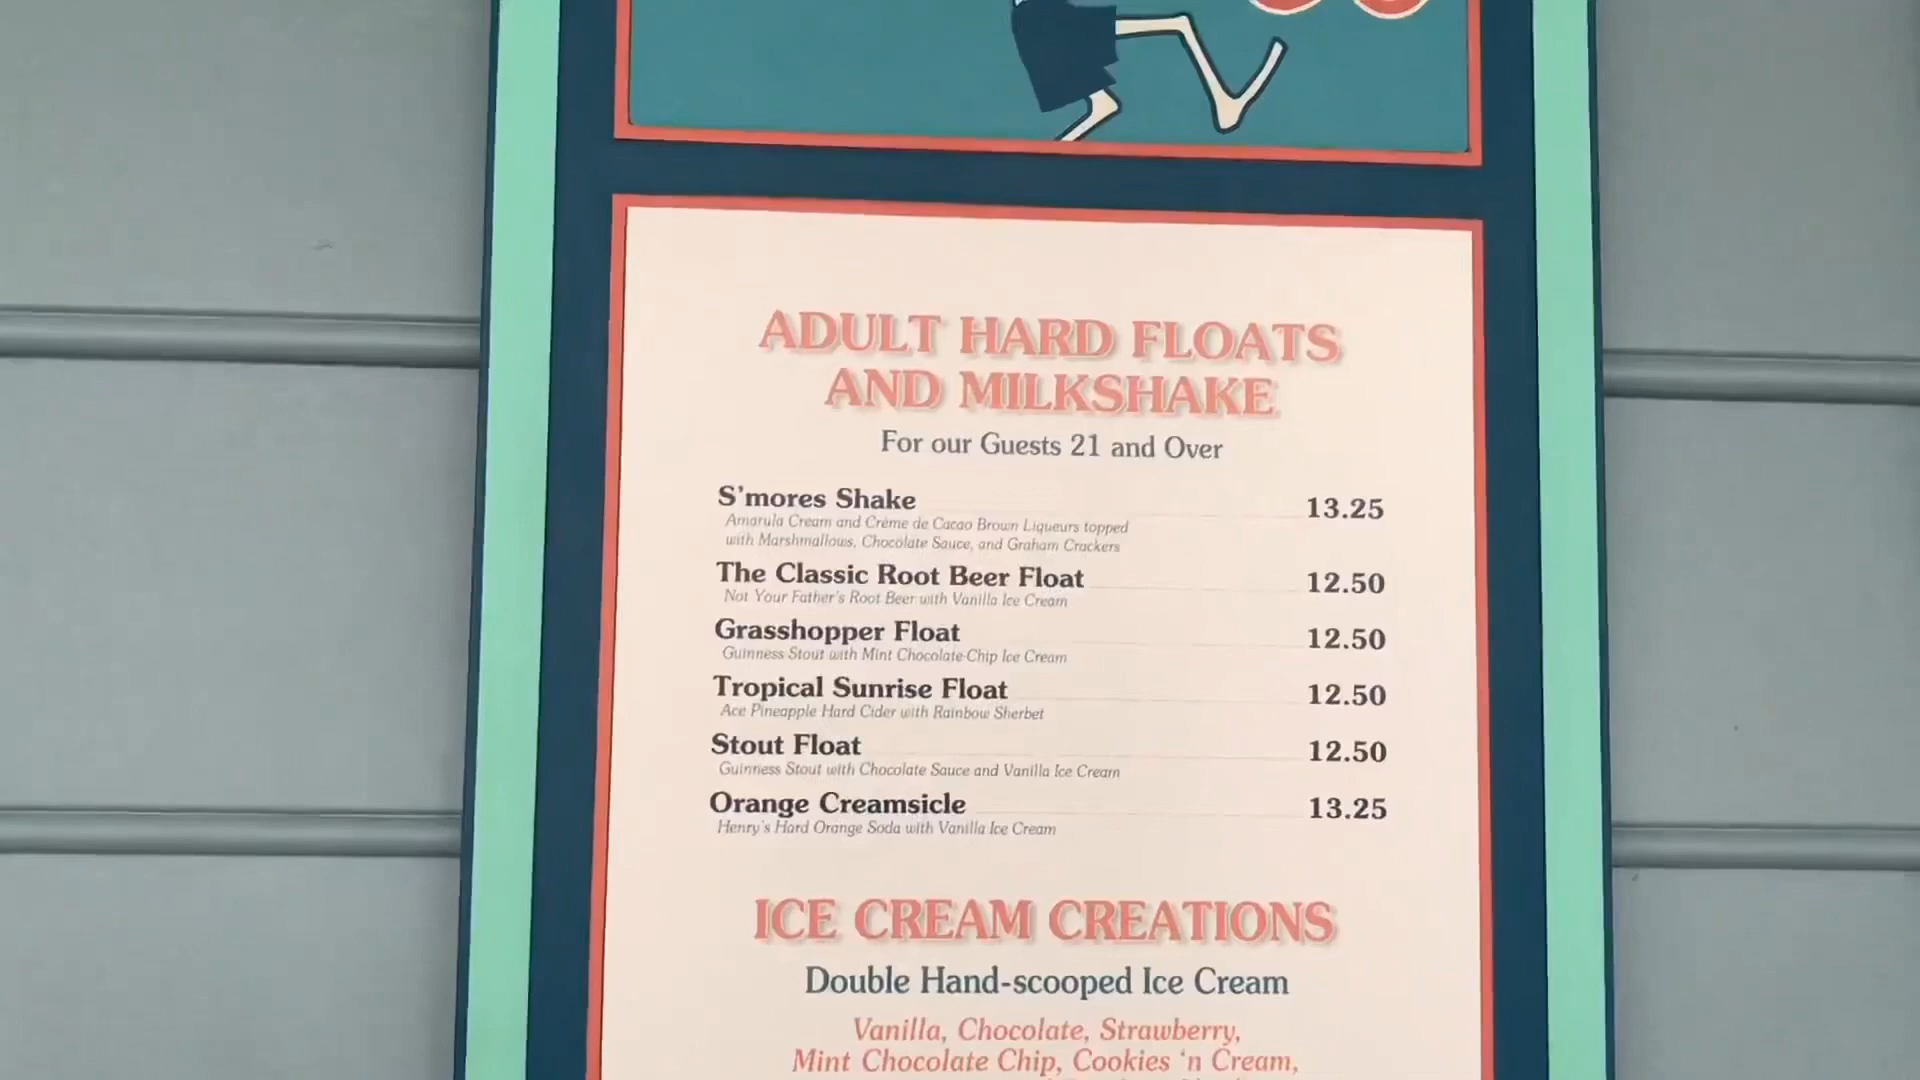 ADULT HARD FLOATS
AND MILKSHAKE
For our Guests 21 and Over
S'mores Shake 13.25
Amarula Cream and Crème de Cacao Brown Liqueurs topped
with Marshmallows, Chocolate Sauce, and Graham Crackers
The Classic Root Beer Float 12.50
Not Your Father's Root Beer with Vanilla Ice Cream
Grasshopper Float 12.50
Guinness Stout with Mint Chocolate-Chip Ice Cream
Tropical Sunrise Float 12.50
Ace Pineapple Hard Cider with Rainbow Sherbet
Stout Float 12.50
Guinness Stout with Chocolate Sauce and Vanilla Ice Cream
Orange Creamsicle 13.25
Henry's Hard Orange Soda with Vanilla Ice Cream
ICE CREAM CREATIONS
Double Hand-scooped Ice Cream
Vanilla, Chocolate, Strawberry,
Mint Chocolate Chip, Cookies 'n Cream,